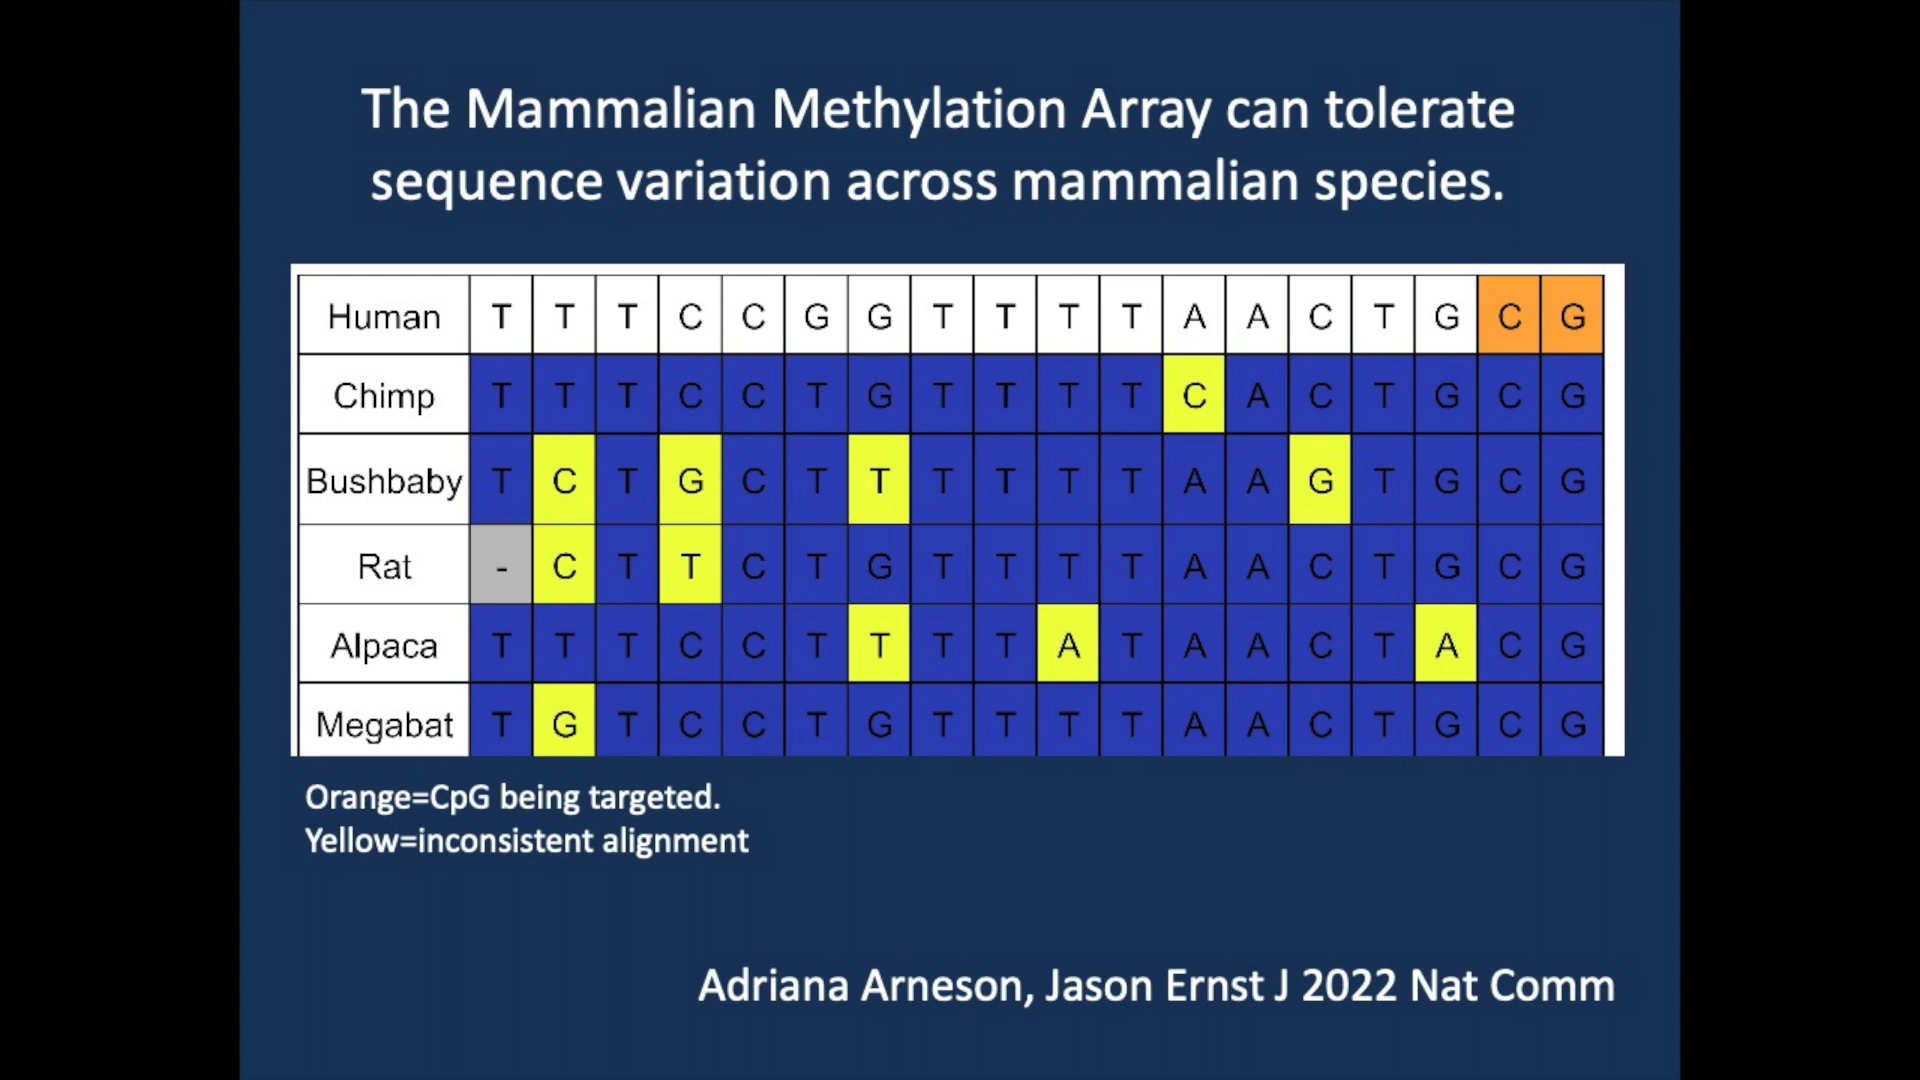 The Mammalian Methylation Array can tolerate
sequence variation across mammalian species.
Human T T T C C G G T T T T A A C T G C G
Chimp T T T C C T G T T T T C A C T G C G
Bushbaby T C T G C T T T T T T A A G T G C G
Rat - C T T C T G T T T T A A C T G C G
Alpaca T T T C C T T T T A T A A C T A C G
Megabat T G T C C T G T T T T A A C T G C G
Orange=CpG being targeted.
Yellow=inconsistent alignment
Adriana Arneson, Jason Ernst J 2022 Nat Comm